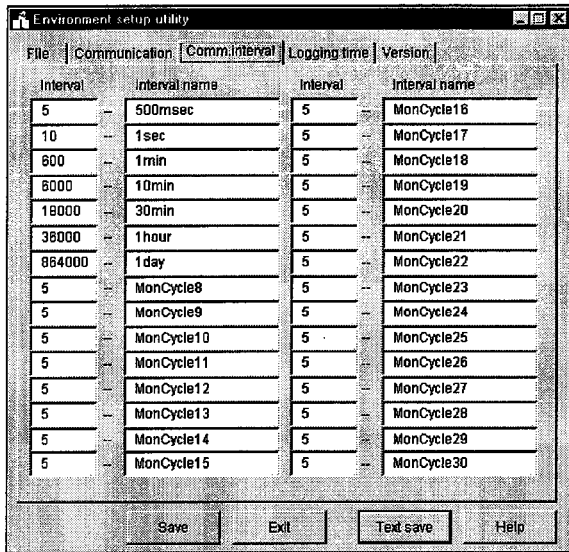 Environment setup utility
File Communication Comm.Interval Logging time Version
Interval Interval name Interval Interval name
5 -- 500msec 5 -- MonCycle16
10 -- 1sec 5 -- MonCycle17
600 -- 1min 5 -- MonCycle18
6000 -- 10min 5 -- MonCycle19
18000 -- 30min 5 -- MonCycle20
36000 -- 1hour 5 -- MonCycle21
864000 -- 1day 5 -- MonCycle22
5 -- MonCycle8 5 -- MonCycle23
5 -- MonCycle9 5 -- MonCycle24
5 -- MonCycle10 5 -- MonCycle25
5 -- MonCycle11 5 -- MonCycle26
5 -- MonCycle12 5 -- MonCycle27
5 -- MonCycle13 5 -- MonCycle28
5 -- MonCycle14 5 -- MonCycle29
5 -- MonCycle15 5 -- MonCycle30
Save Exit Text save Help